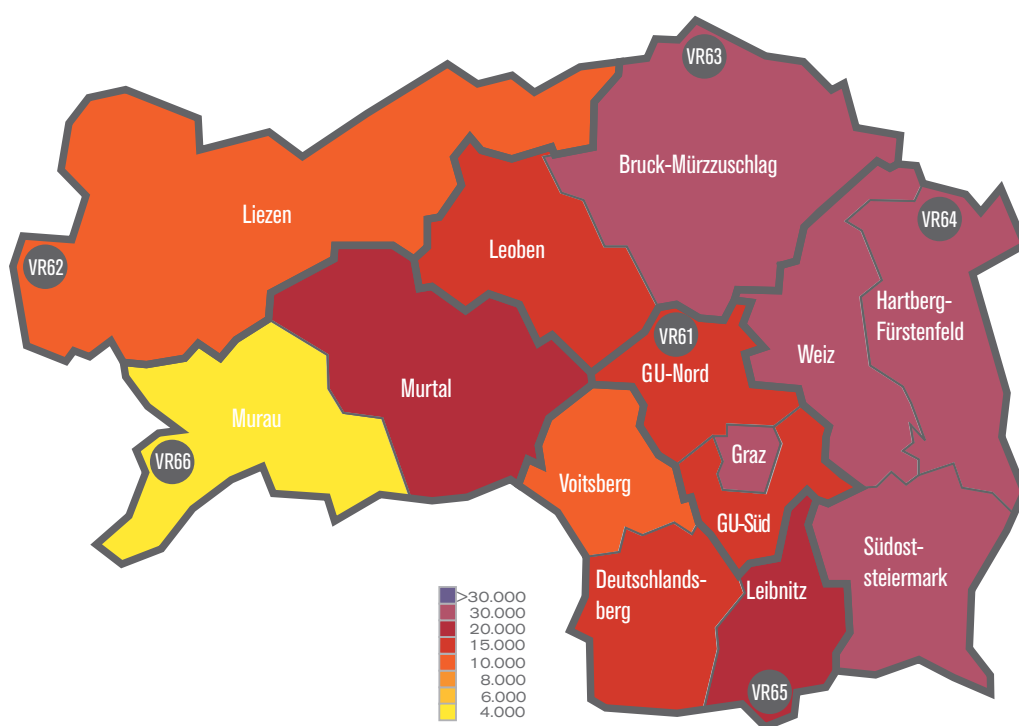 VR63
Bruck-Mürzzuschlag
Liezen
VR64
Leoben
VR62
Hartberg-
Fürstenfeld
VR61
Weiz
GU-Nord
Murtal
Murau
Graz
VR66
Voitsberg
GU-Süd
Südost-
steiermark
Deutschlands-
berg
Leibnitz
>30.000
30.000
20.000
15.000
10.000
8.000
6.000
4.000
VR65